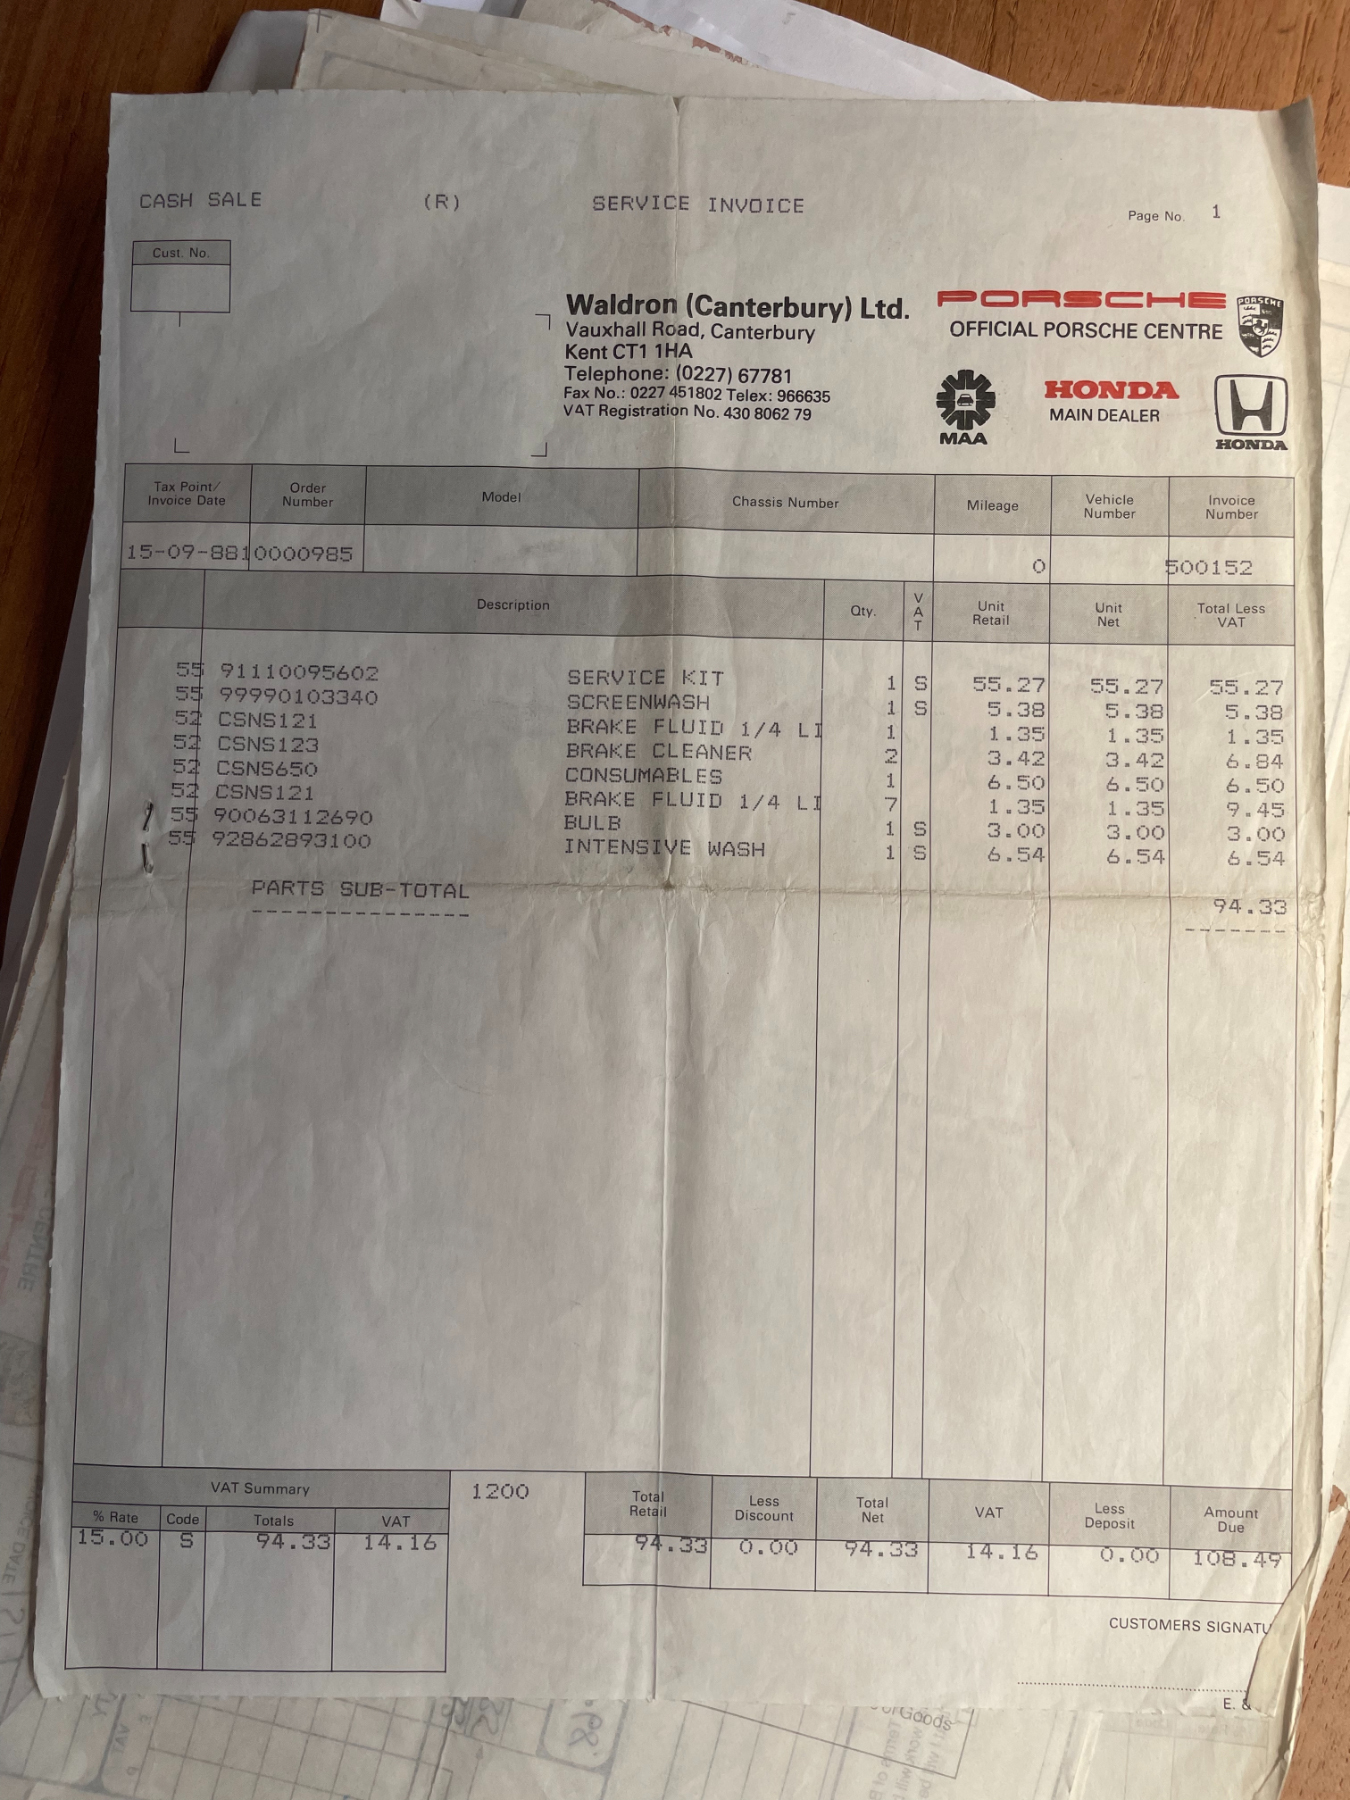 CASH SALE (R) SERVICE INVOICE Page No. 1
Cust. No.
Waldron (Canterbury) Ltd.
Vauxhall Road, Canterbury
Kent CT1 1HA
Telephone: (0227) 67781
Fax No.: 0227 451802 Telex: 966635
VAT Registration No. 430 8062 79
PORSCHE
OFFICIAL PORSCHE CENTRE
PORSCHE
MAA
HONDA
MAIN DEALER
HONDA
Tax Point/ Invoice Date Order Number Model Chassis Number Mileage Vehicle Number Invoice Number
15-09-88 10000985 0 500152
Description Qty. VAT Unit Retail Unit Net Total Less VAT
55 91110095602 SERVICE KIT 1 S 55.27 55.27 55.27
55 99990103340 SCREENWASH 1 S 5.38 5.38 5.38
52 CSNS121 BRAKE FLUID 1/4 LI 1 1.35 1.35 1.35
52 CSNS123 BRAKE CLEANER 2 3.42 3.42 6.84
52 CSNS650 CONSUMABLES 1 6.50 6.50 6.50
52 CSNS121 BRAKE FLUID 1/4 LI 7 1.35 1.35 9.45
55 90063112690 BULB 1 S 3.00 3.00 3.00
55 92862893100 INTENSIVE WASH 1 S 6.54 6.54 6.54
PARTS SUB-TOTAL 94.33
VAT Summary
% Rate Code Totals VAT
15.00 S 94.33 14.16
1200
Total Retail Less Discount Total Net VAT Less Deposit Amount Due
94.33 0.00 94.33 14.16 0.00 108.49
CUSTOMERS SIGNATU
E. &
Goods